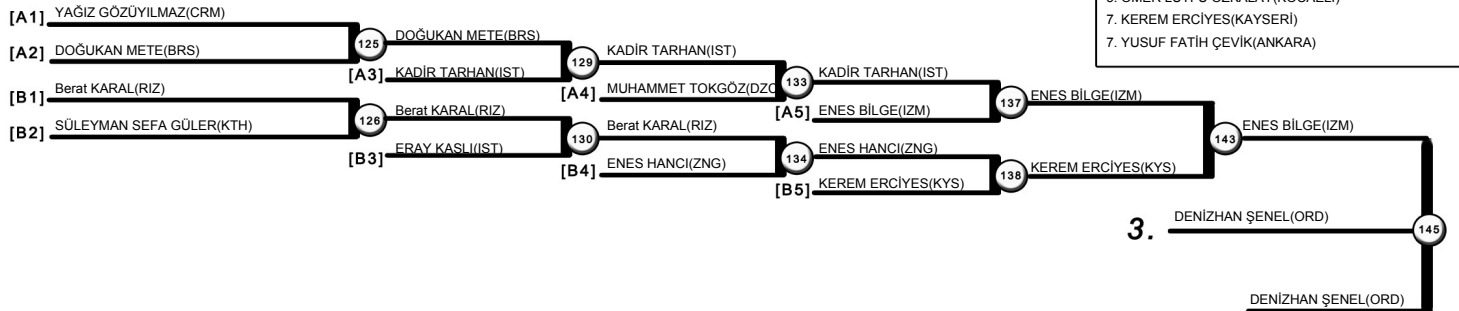 7. KEREM ERCİYES(KAYSERİ)
7. YUSUF FATİH ÇEVİK(ANKARA)
[A1] YAĞIZ GÖZÜYILMAZ(CRM)
[A2] DOĞUKAN METE(BRS)
125 DOĞUKAN METE(BRS)
[A3] KADİR TARHAN(IST)
129 KADİR TARHAN(IST)
[A4] MUHAMMET TOKGÖZ(DZC
133 KADİR TARHAN(IST)
[A5] ENES BİLGE(IZM)
137 ENES BİLGE(IZM)
[B1] Berat KARAL(RIZ)
[B2] SÜLEYMAN SEFA GÜLER(KTH)
126 Berat KARAL(RIZ)
[B3] ERAY KASLI(IST)
130 Berat KARAL(RIZ)
[B4] ENES HANCI(ZNG)
134 ENES HANCI(ZNG)
[B5] KEREM ERCİYES(KYS)
138 KEREM ERCİYES(KYS)
143 ENES BİLGE(IZM)
3. DENİZHAN ŞENEL(ORD)
145
DENİZHAN ŞENEL(ORD)